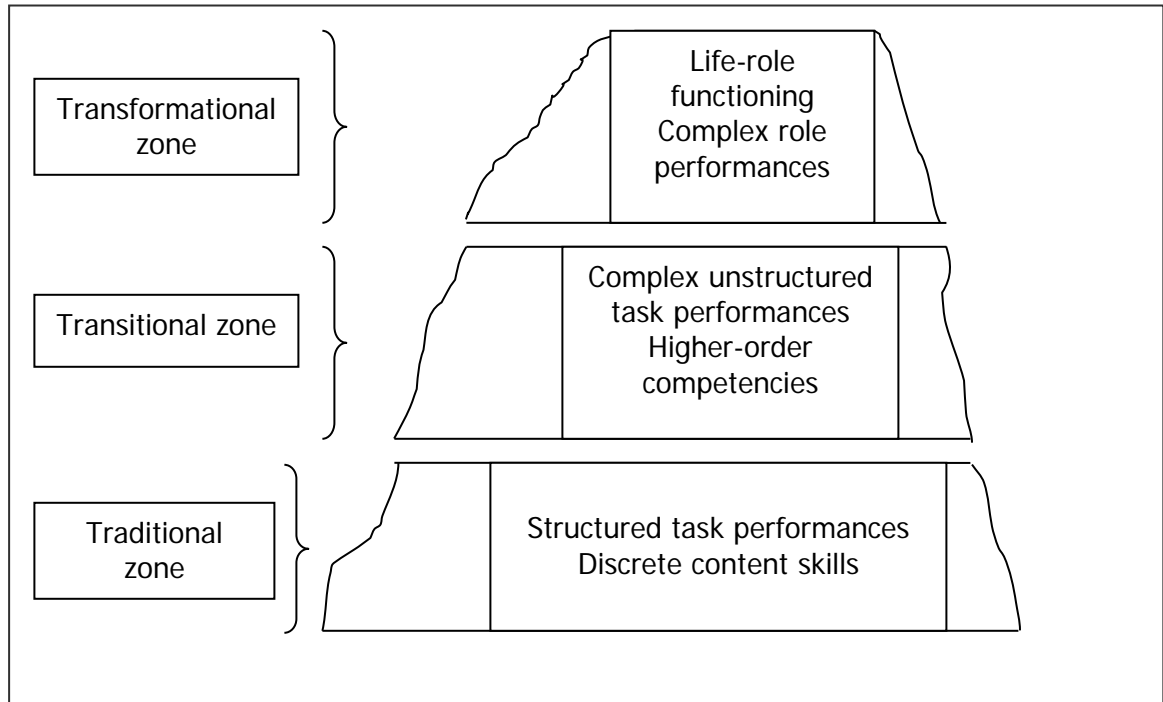 Transformational
zone
Life-role
functioning
Complex role
performances
Transitional zone
Complex unstructured
task performances
Higher-order
competencies
Traditional
zone
Structured task performances
Discrete content skills